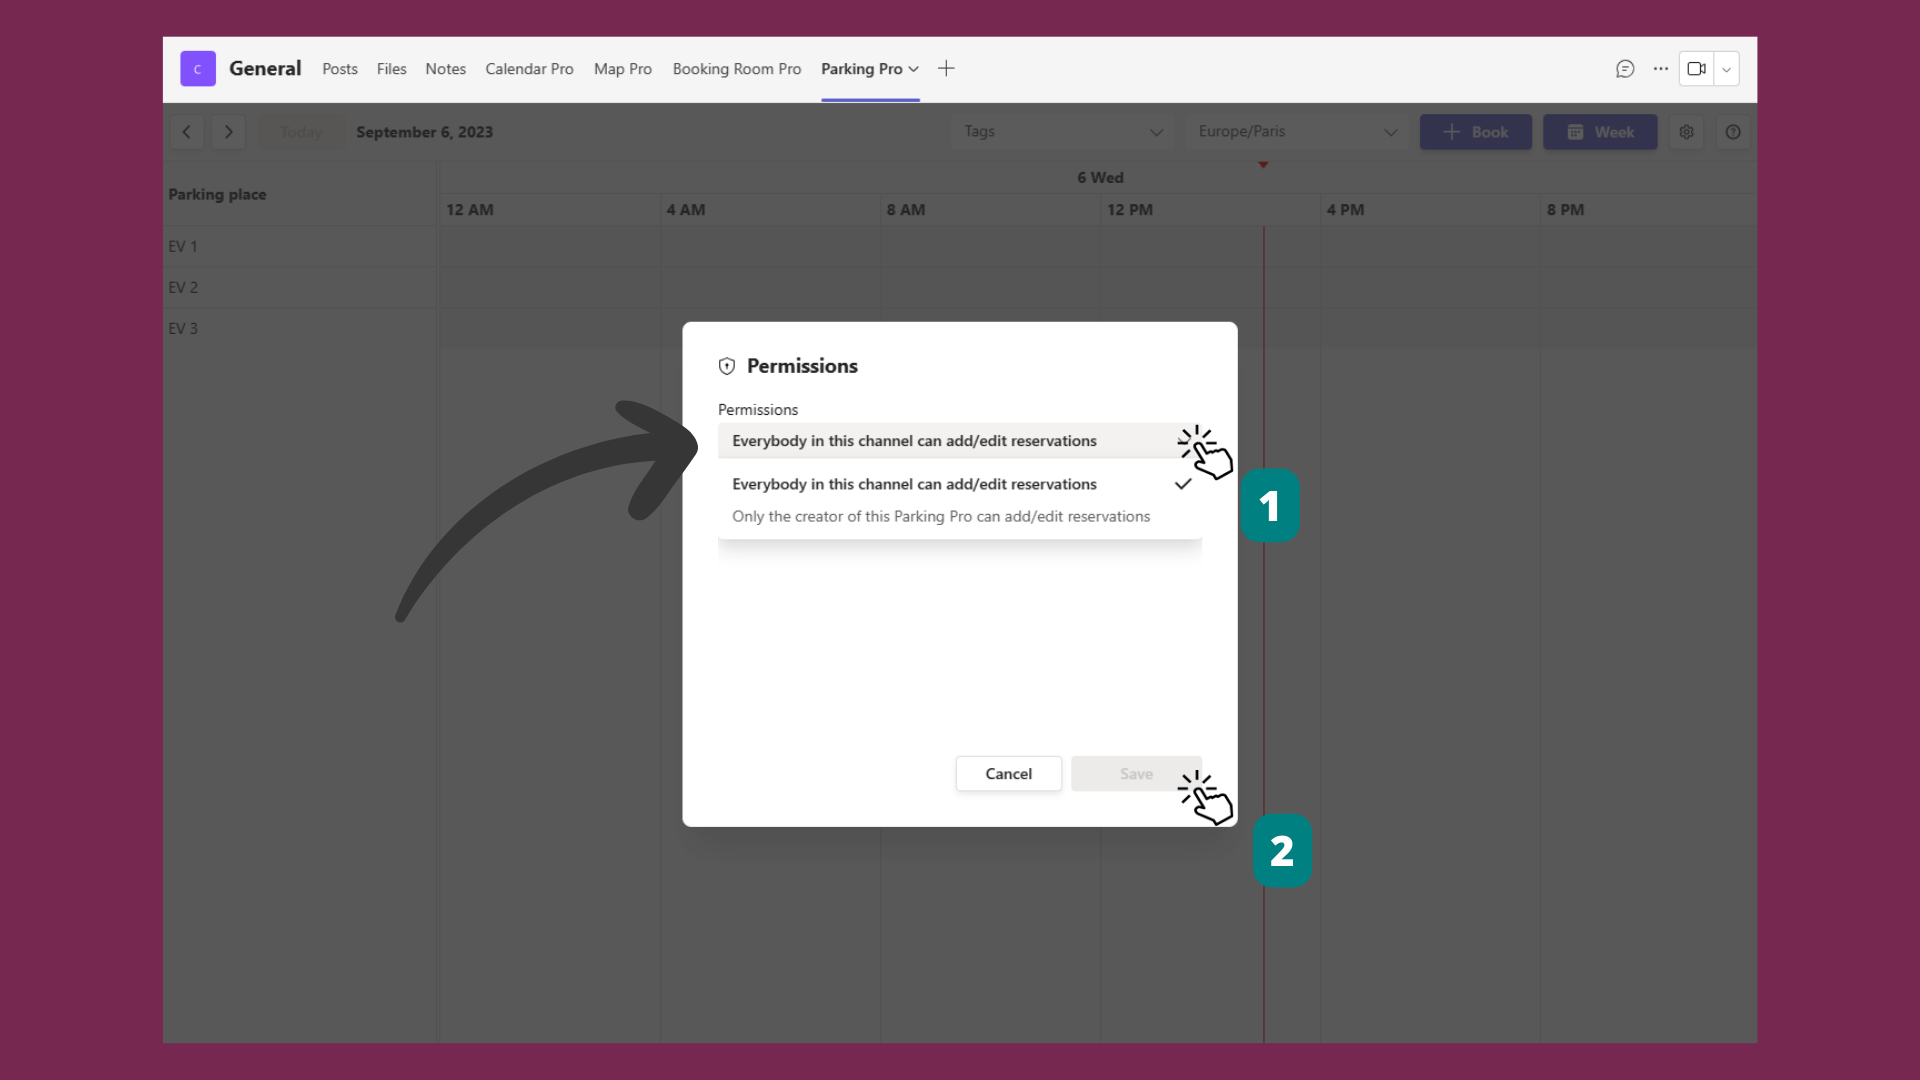 C General Posts Files Notes Calendar Pro Map Pro Booking Room Pro Parking Pro
Today September 6, 2023 Tags Europe/Paris Book Week
Parking place
6 Wed
12 AM 4 AM 8 AM 12 PM 4 PM 8 PM
EV 1
EV 2
EV 3
Permissions
Permissions
Everybody in this channel can add/edit reservations
Everybody in this channel can add/edit reservations
1
Only the creator of this Parking Pro can add/edit reservations
Cancel Save
2